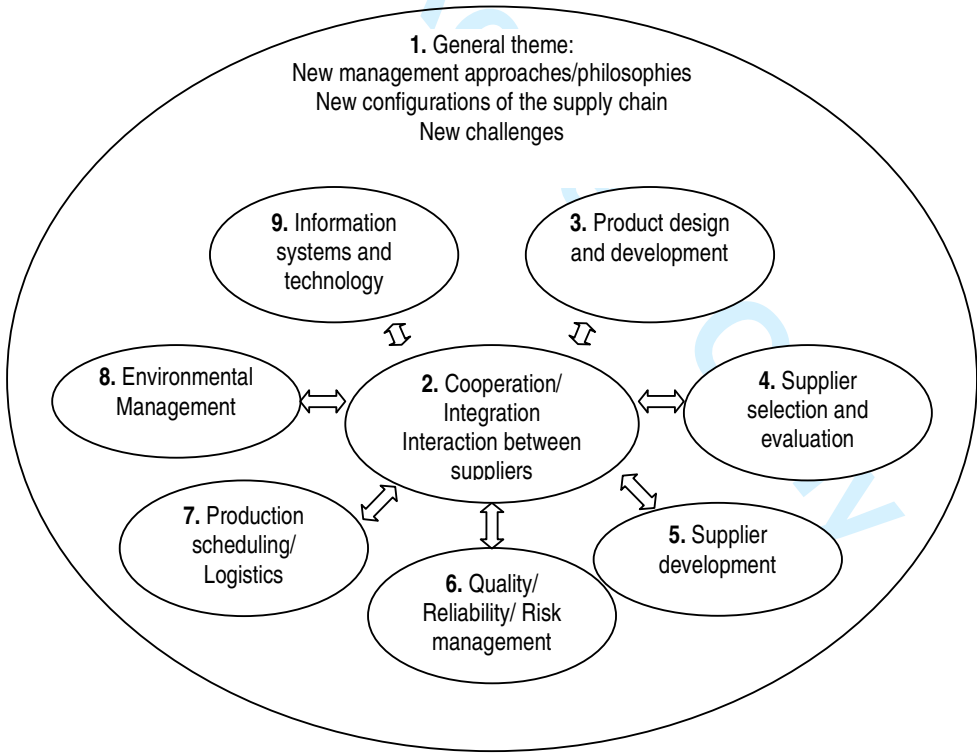 1. General theme:
New management approaches/philosophies
New configurations of the supply chain
New challenges
9. Information
systems and
technology
3. Product design
and development
8. Environmental
Management
2. Cooperation/
Integration
Interaction between
suppliers
4. Supplier
selection and
evaluation
7. Production
scheduling/
Logistics
6. Quality/
Reliability/ Risk
management
5. Supplier
development